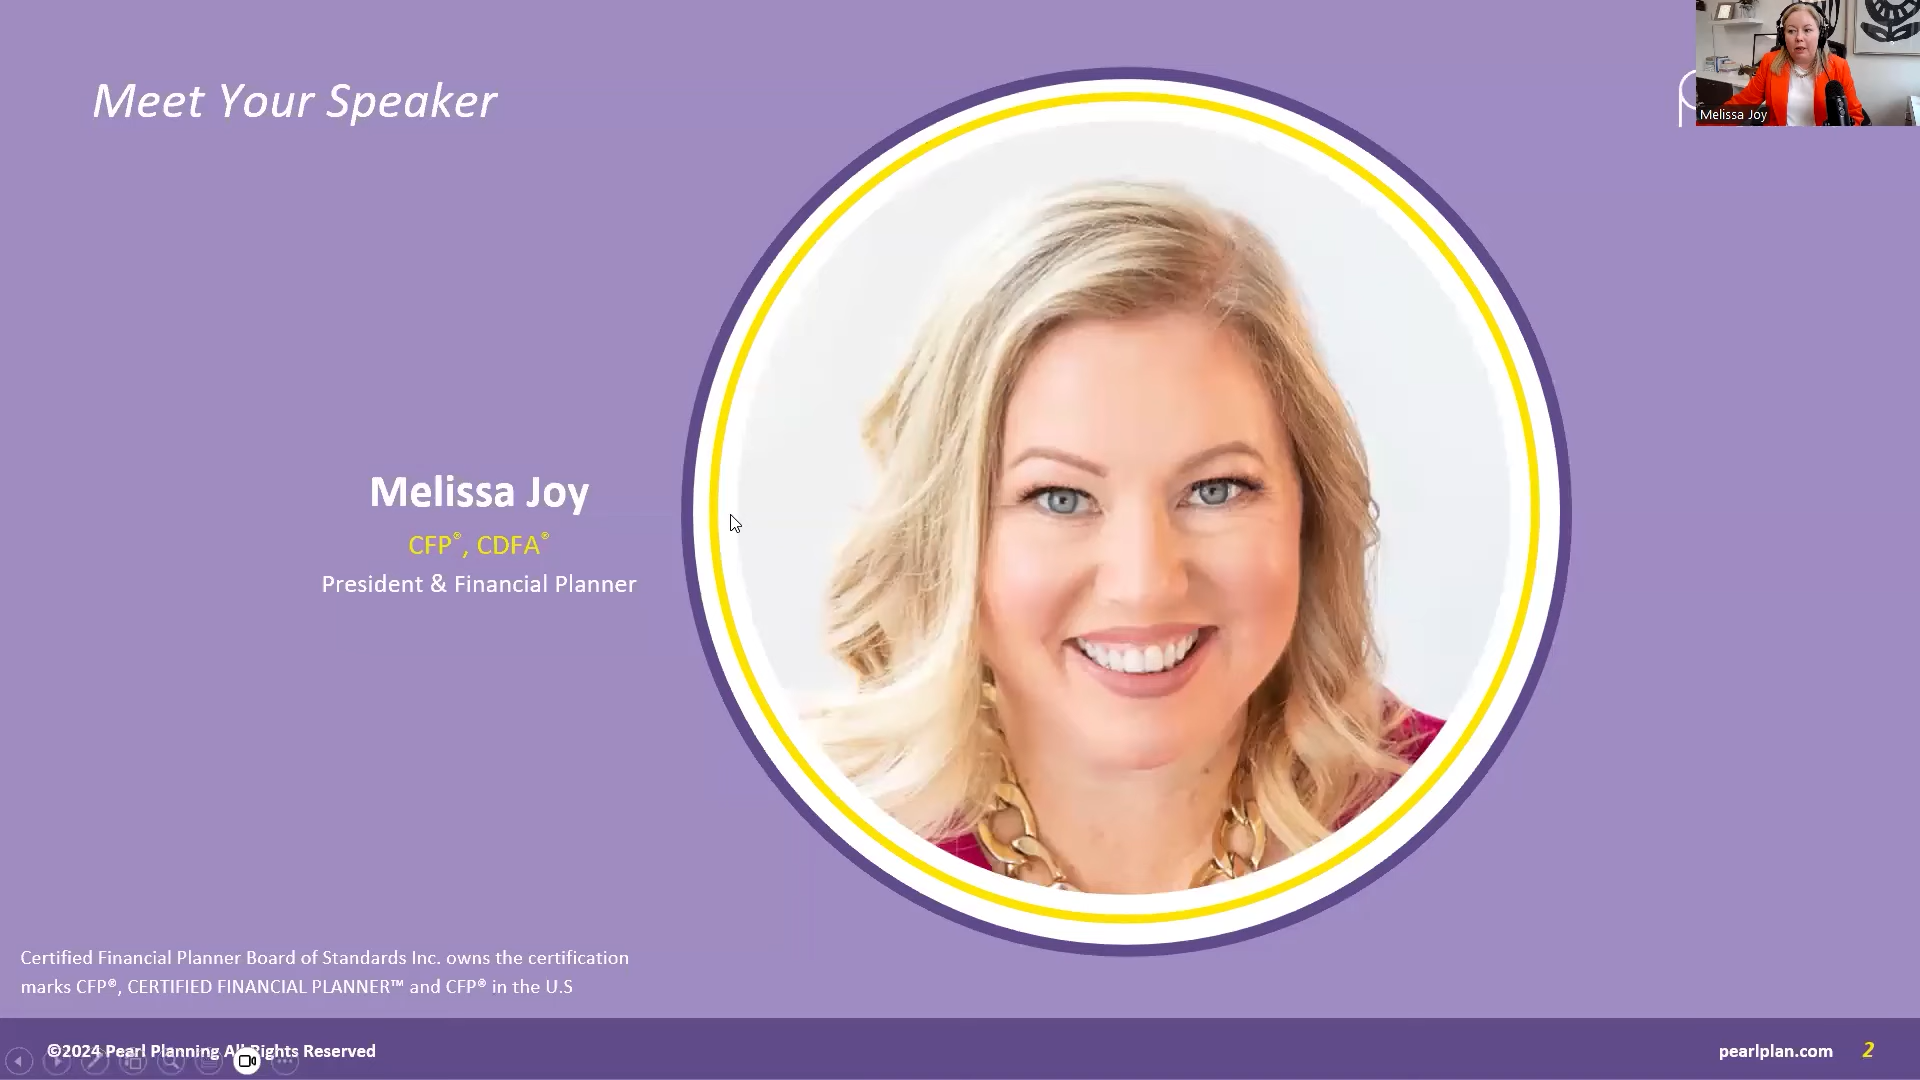 Meet Your Speaker
Melissa Joy
Melissa Joy
CFP®, CDFA®
President & Financial Planner
Certified Financial Planner Board of Standards Inc. owns the certification
marks CFP®, CERTIFIED FINANCIAL PLANNER™ and CFP® in the U.S
©2024 Pearl Planning All Rights Reserved
pearlplan.com 2